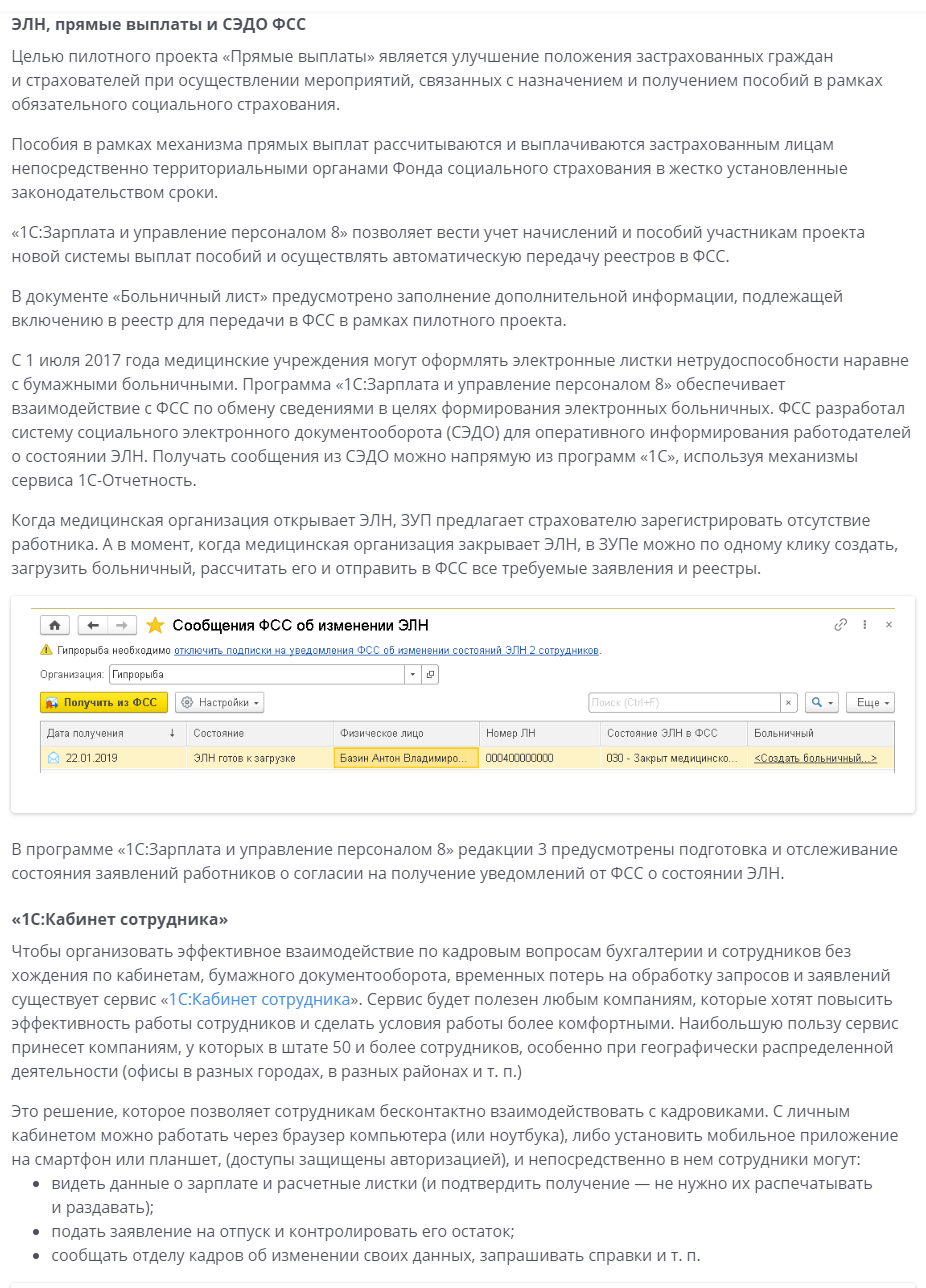 ЭЛН, прямые выплаты и СЭДО ФСС
Целью пилотного проекта «Прямые выплаты» является улучшение положения застрахованных граждан
и страхователей при осуществлении мероприятий, связанных с назначением и получением пособий в рамках
обязательного социального страхования.
Пособия в рамках механизма прямых выплат рассчитываются и выплачиваются застрахованным лицам
непосредственно территориальными органами Фонда социального страхования в жестко установленные
законодательством сроки.
«1С:Зарплата и управление персоналом 8» позволяет вести учет начислений и пособий участникам проекта
новой системы выплат пособий и осуществлять автоматическую передачу реестров в ФСС.
В документе «Больничный лист» предусмотрено заполнение дополнительной информации, подлежащей
включению в реестр для передачи в ФСС в рамках пилотного проекта.
С 1 июля 2017 года медицинские учреждения могут оформлять электронные листки нетрудоспособности наравне
с бумажными больничными. Программа «1С:Зарплата и управление персоналом 8» обеспечивает
взаимодействие с ФСС по обмену сведениями в целях формирования электронных больничных. ФСС разработал
систему социального электронного документооборота (СЭДО) для оперативного информирования работодателей
о состоянии ЭЛН. Получать сообщения из СЭДО можно напрямую из программ «1С», используя механизмы
сервиса 1С-Отчетность.
Когда медицинская организация открывает ЭЛН, ЗУП предлагает страхователю зарегистрировать отсутствие
работника. А в момент, когда медицинская организация закрывает ЭЛН, в ЗУПе можно по одному клику создать,
загрузить больничный, рассчитать его и отправить в ФСС все требуемые заявления и реестры.
Сообщения ФСС об изменении ЭЛН
Гипрорыба необходимо отключить подписки на уведомления ФСС об изменении состояний ЭЛН 2 сотрудников.
Организация: Гипрорыба
Получить из ФСС Настройки Поиск (Ctrl+F) Еще
Дата получения Состояние Физическое лицо Номер ЛН Состояние ЭЛН в ФСС Больничный
22.01.2019 ЭЛН готов к загрузке Базин Антон Владимиро... 000400000000 030 - Закрыт медицинско... <Создать больничный...>
В программе «1С:Зарплата и управление персоналом 8» редакции 3 предусмотрены подготовка и отслеживание
состояния заявлений работников о согласии на получение уведомлений от ФСС о состоянии ЭЛН.
«1С:Кабинет сотрудника»
Чтобы организовать эффективное взаимодействие по кадровым вопросам бухгалтерии и сотрудников без
хождения по кабинетам, бумажного документооборота, временных потерь на обработку запросов и заявлений
существует сервис «1С:Кабинет сотрудника». Сервис будет полезен любым компаниям, которые хотят повысить
эффективность работы сотрудников и сделать условия работы более комфортными. Наибольшую пользу сервис
принесет компаниям, у которых в штате 50 и более сотрудников, особенно при географически распределенной
деятельности (офисы в разных городах, в разных районах и т. п.)
Это решение, которое позволяет сотрудникам бесконтактно взаимодействовать с кадровиками. С личным
кабинетом можно работать через браузер компьютера (или ноутбука), либо установить мобильное приложение
на смартфон или планшет, (доступы защищены авторизацией), и непосредственно в нем сотрудники могут:
• видеть данные о зарплате и расчетные листки (и подтвердить получение — не нужно их распечатывать
и раздавать);
• подать заявление на отпуск и контролировать его остаток;
• сообщать отделу кадров об изменении своих данных, запрашивать справки и т. п.